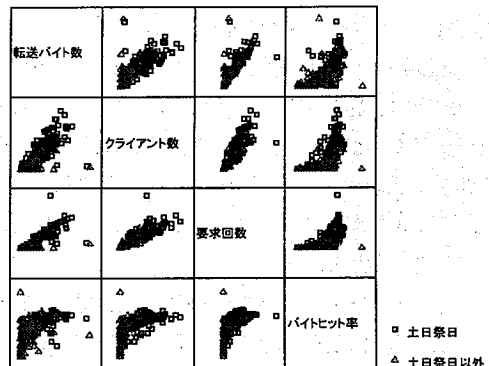 転送バイト数
クライアント数
要求回数
バイトヒット率
□ 土日祭日
△ 土日祭日以外